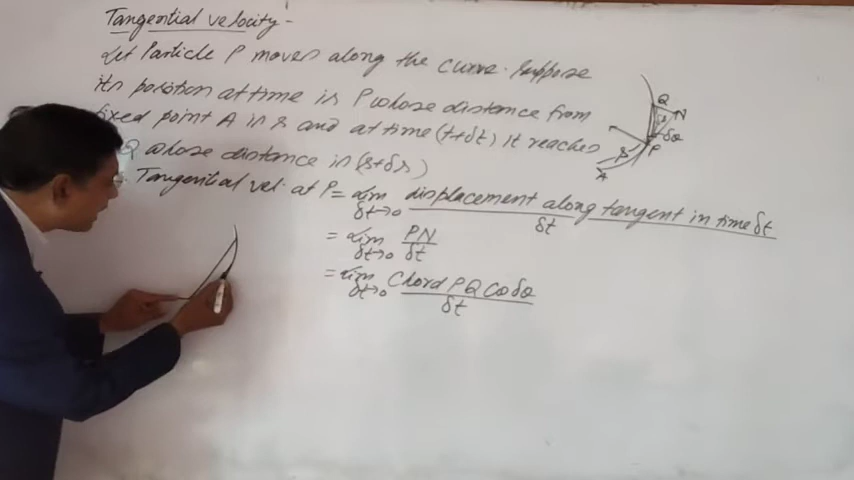 Tangential velocity -
Let Particle P moves along the curve. Suppose
its position at time is P whose distance from
fixed point A is s and at time (t+δt) it reaches
Q whose distance is (s+δs)
Tangential vel. at P = Lim δt→0 displacement along tangent in time δt / δt
= Lim δt→0 PN / δt
= Lim δt→0 Chord PQ Cos δθ / δt
Q
N
δθ
P
s
A